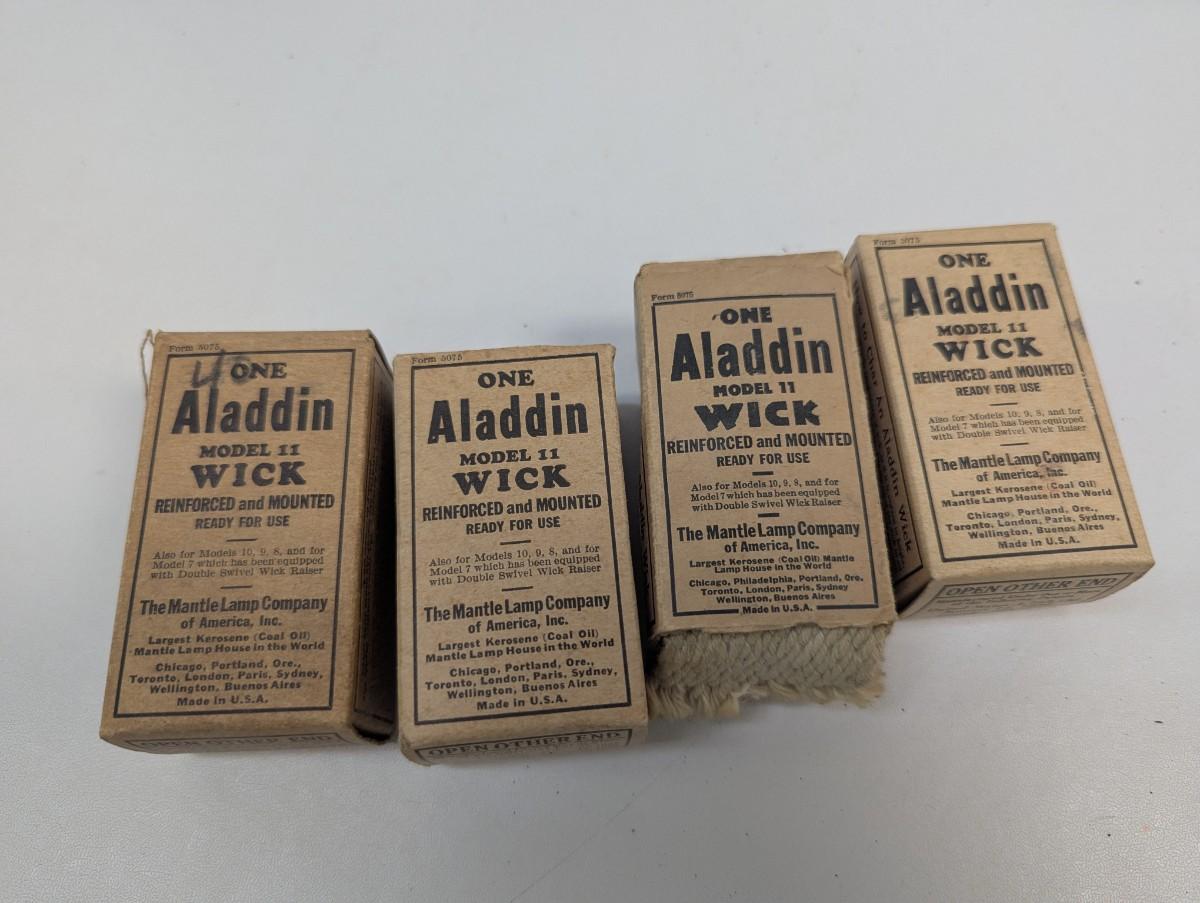 Form 5075
ONE
Aladdin
MODEL 11
WICK
REINFORCED and MOUNTED
READY FOR USE
Also for Models 10, 9, 8, and for
Model 7 which has been equipped
with Double Swivel Wick Raiser
The Mantle Lamp Company
of America, Inc.
Largest Kerosene (Coal Oil)
Mantle Lamp House in the World
Chicago, Portland, Ore.,
Toronto, London, Paris, Sydney,
Wellington, Buenos Aires
Made in U.S.A.
OPEN OTHER END
Form 5075
ONE
Aladdin
MODEL 11
WICK
REINFORCED and MOUNTED
READY FOR USE
Also for Models 10, 9, 8, and for
Model 7 which has been equipped
with Double Swivel Wick Raiser
The Mantle Lamp Company
of America, Inc.
Largest Kerosene (Coal Oil)
Mantle Lamp House in the World
Chicago, Portland, Ore.,
Toronto, London, Paris, Sydney,
Wellington, Buenos Aires
Made in U.S.A.
OPEN OTHER END
Form 5075
ONE
Aladdin
MODEL 11
WICK
REINFORCED and MOUNTED
READY FOR USE
Also for Models 10, 9, 8, and for
Model 7 which has been equipped
with Double Swivel Wick Raiser
The Mantle Lamp Company
of America, Inc.
Largest Kerosene (Coal Oil) Mantle
Lamp House in the World
Chicago, Philadelphia, Portland, Ore.
Toronto, London, Paris, Sydney
Wellington, Buenos Aires
Made in U.S.A.
Form 5075
ONE
Aladdin
MODEL 11
WICK
REINFORCED and MOUNTED
READY FOR USE
Also for Models 10, 9, 8, and for
Model 7 which has been equipped
with Double Swivel Wick Raiser
The Mantle Lamp Company
of America, Inc.
Largest Kerosene (Coal Oil)
Mantle Lamp House in the World
Chicago, Portland, Ore.,
Toronto, London, Paris, Sydney,
Wellington, Buenos Aires
Made in U.S.A.
OPEN OTHER END
An Aladdin Wick